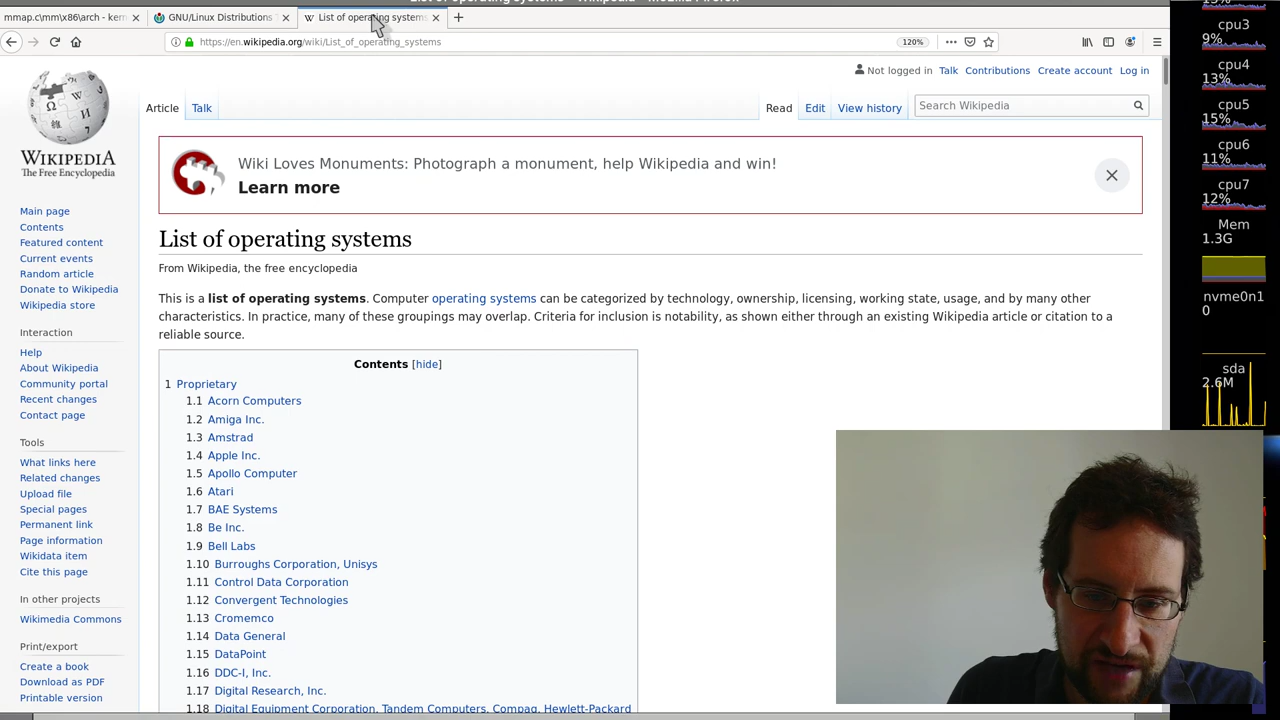 List of operating systems - Wikipedia - Mozilla Firefox
mmap.c\mm\x86\arch - kern
GNU/Linux Distributions
List of operating systems
https://en.wikipedia.org/wiki/List_of_operating_systems
120%
Not logged in Talk Contributions Create account Log in
Article Talk
Read Edit View history
Search Wikipedia
WIKIPEDIA
The Free Encyclopedia
Main page
Contents
Featured content
Current events
Random article
Donate to Wikipedia
Wikipedia store
Interaction
Help
About Wikipedia
Community portal
Recent changes
Contact page
Tools
What links here
Related changes
Upload file
Special pages
Permanent link
Page information
Wikidata item
Cite this page
In other projects
Wikimedia Commons
Print/export
Create a book
Download as PDF
Printable version
Wiki Loves Monuments: Photograph a monument, help Wikipedia and win!
Learn more
List of operating systems
From Wikipedia, the free encyclopedia
This is a list of operating systems. Computer operating systems can be categorized by technology, ownership, licensing, working state, usage, and by many other
characteristics. In practice, many of these groupings may overlap. Criteria for inclusion is notability, as shown either through an existing Wikipedia article or citation to a
reliable source.
Contents [hide]
1 Proprietary
1.1 Acorn Computers
1.2 Amiga Inc.
1.3 Amstrad
1.4 Apple Inc.
1.5 Apollo Computer
1.6 Atari
1.7 BAE Systems
1.8 Be Inc.
1.9 Bell Labs
1.10 Burroughs Corporation, Unisys
1.11 Control Data Corporation
1.12 Convergent Technologies
1.13 Cromemco
1.14 Data General
1.15 DataPoint
1.16 DDC-I, Inc.
1.17 Digital Research, Inc.
1.18 Digital Equipment Corporation, Tandem Computers, Compaq, Hewlett-Packard
cpu3
9%
cpu4
13%
cpu5
15%
cpu6
11%
cpu7
12%
Mem
1.3G
nvme0n1
0
sda
2.6M